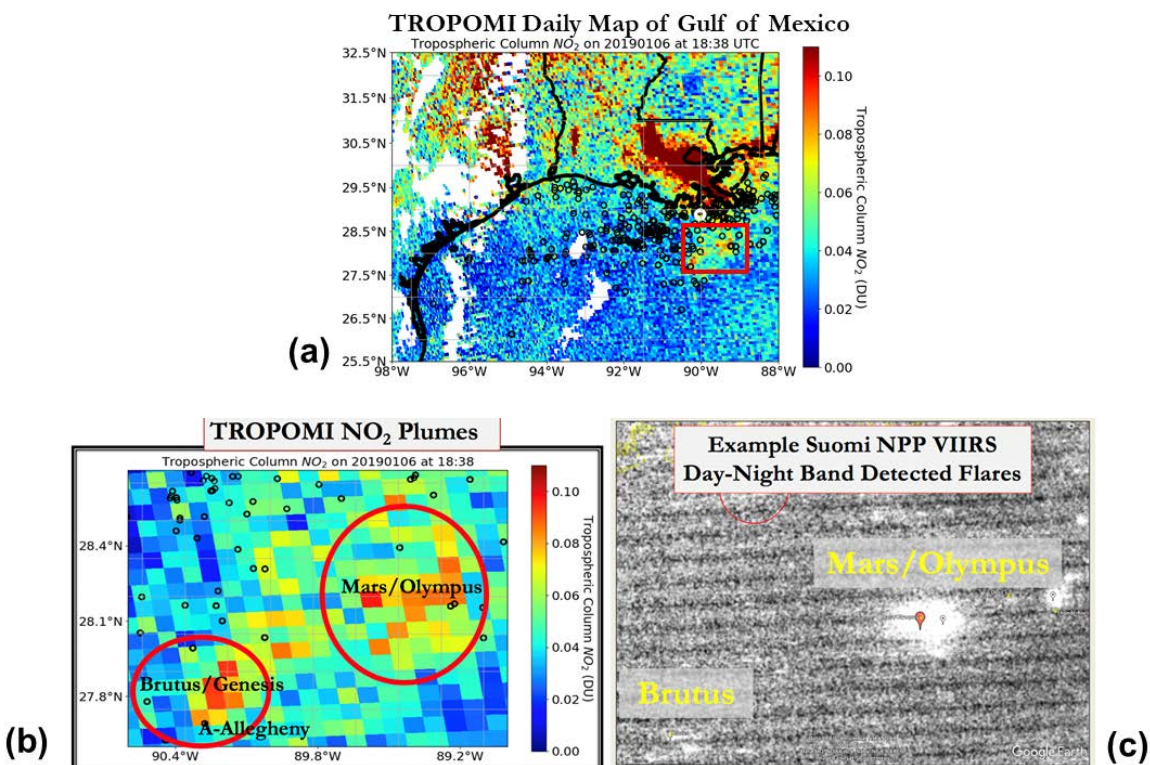 TROPOMI Daily Map of Gulf of Mexico
Tropospheric Column NO₂ on 20190106 at 18:38 UTC
32.5°N
31.5°N
30.5°N
29.5°N
28.5°N
27.5°N
26.5°N
25.5°N
98°W 96°W 94°W 92°W 90°W 88°W
0.10
0.08
0.06
0.04
0.02
0.00
Tropospheric Column NO₂ (DU)
(a)
TROPOMI NO₂ Plumes
Tropospheric Column NO₂ on 20190106 at 18:38
28.4°N
28.1°N
27.8°N
90.4°W 89.8°W 89.2°W
Mars/Olympus
Brutus/Genesis
A-Allegheny
0.10
0.08
0.06
0.04
0.02
0.00
Tropospheric Column NO₂ (DU)
(b)
Example Suomi NPP VIIRS
Day-Night Band Detected Flares
Mars/Olympus
Brutus
Google Earth
(c)